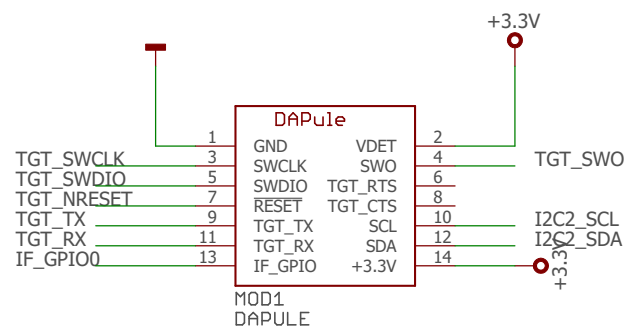 +3.3V
DAPule
1 GND VDET 2
TGT_SWCLK 3 SWCLK SWO 4 TGT_SWO
TGT_SWDIO 5 SWDIO TGT_RTS 6
TGT_NRESET 7 RESET TGT_CTS 8
TGT_TX 9 TGT_TX SCL 10 I2C2_SCL
TGT_RX 11 TGT_RX SDA 12 I2C2_SDA
IF_GPIO0 13 IF_GPIO +3.3V 14 +3.3V
MOD1
DAPULE